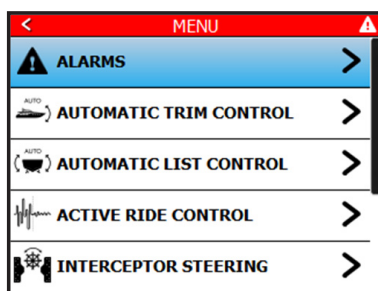 MENU
ALARMS
AUTO
AUTOMATIC TRIM CONTROL
AUTO
AUTOMATIC LIST CONTROL
ACTIVE RIDE CONTROL
INTERCEPTOR STEERING